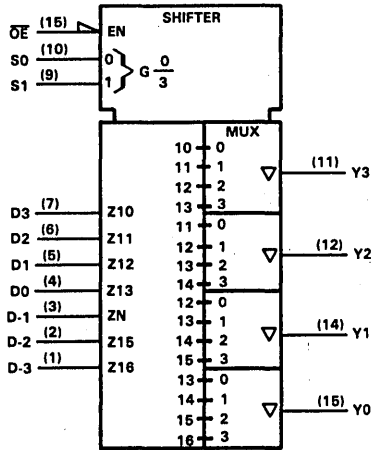 SHIFTER
OE (15) EN
S0 (10) 0
S1 (9) 1
G 0/3
MUX
10 0
11 1
12 2
13 3
(11) Y3
D3 (7) Z10
11 0
D2 (6) Z11
12 1
(12) Y2
D1 (5) Z12
13 2
14 3
D0 (4) Z13
12 0
D-1 (3) ZN
13 1
(14) Y1
D-2 (2) Z15
14 2
15 3
D-3 (1) Z16
13 0
14 1
(15) Y0
15 2
16 3